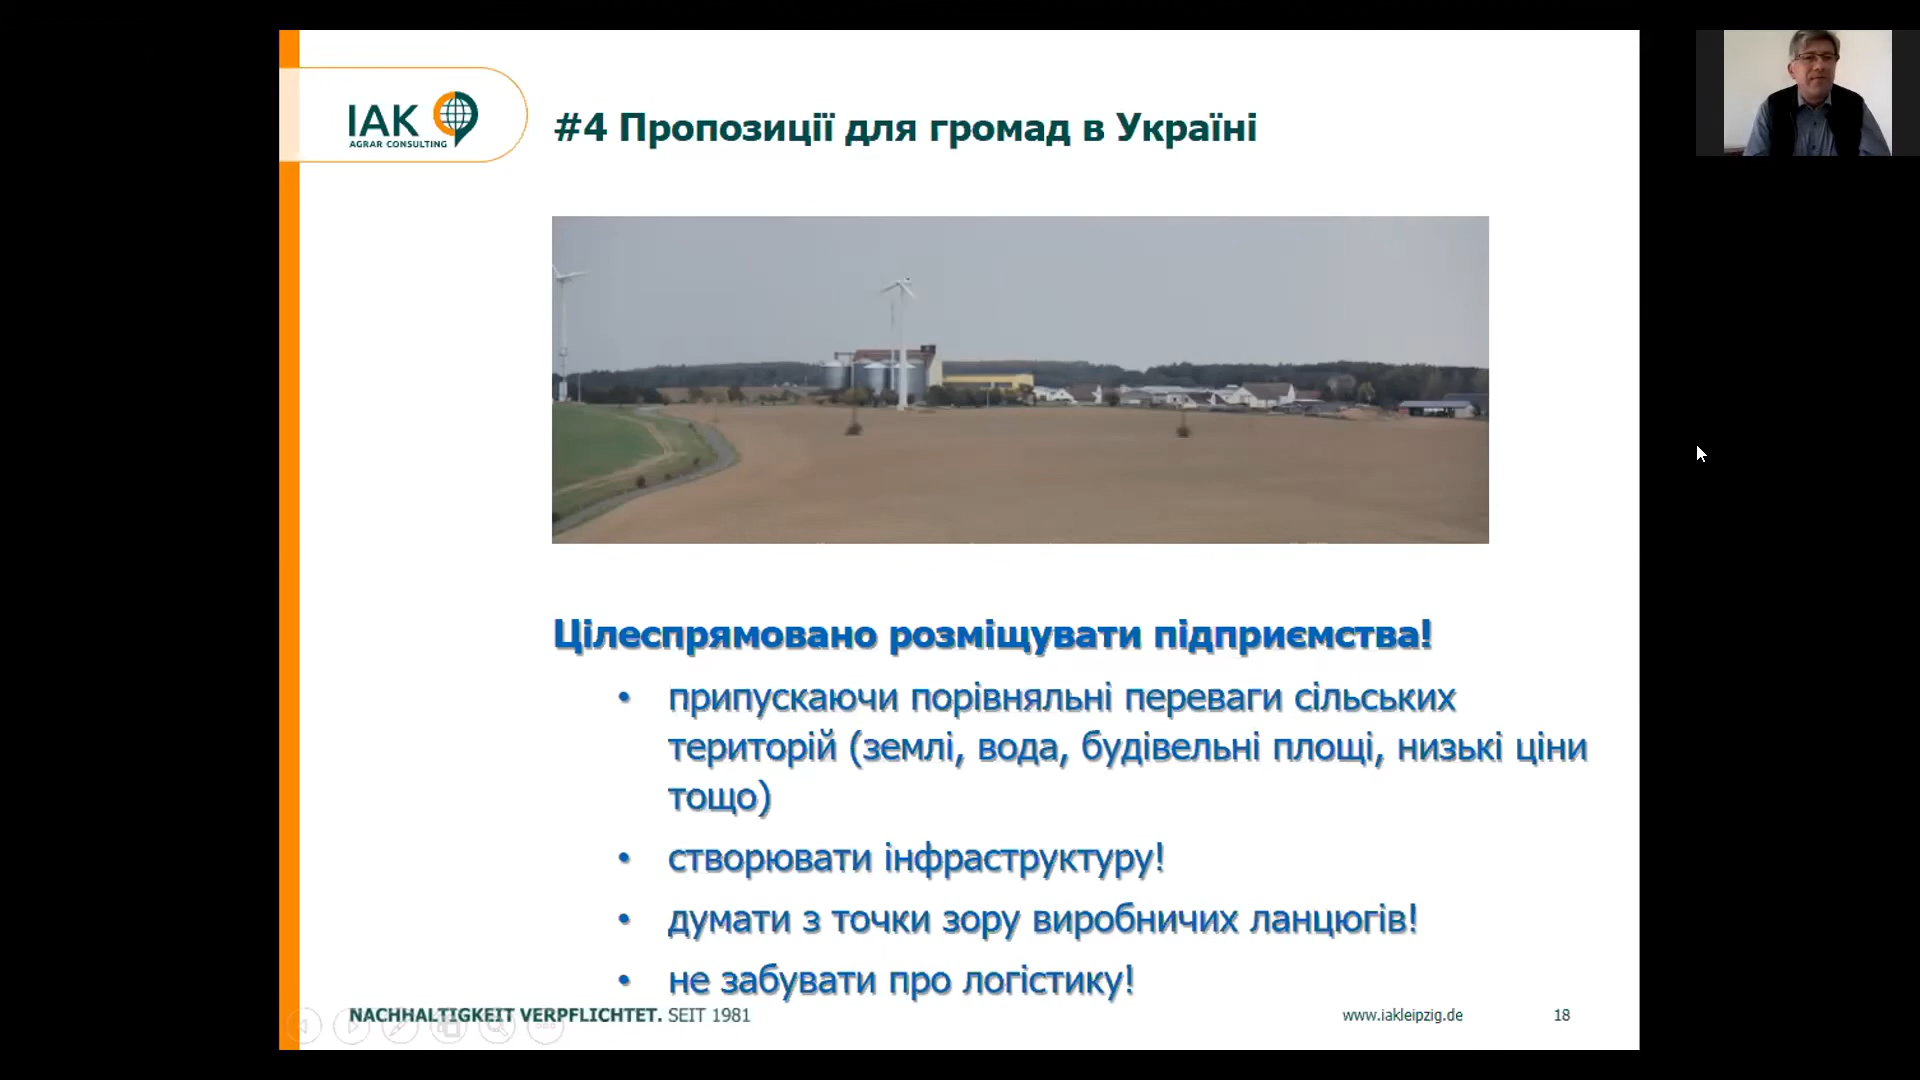 IAK
AGRAR CONSULTING
#4 Пропозиції для громад в Україні
Цілеспрямовано розміщувати підприємства!
• припускаючи порівняльні переваги сільських
територій (землі, вода, будівельні площі, низькі ціни
тощо)
• створювати інфраструктуру!
• думати з точки зору виробничих ланцюгів!
• не забувати про логістику!
NACHHALTIGKEIT VERPFLICHTET. SEIT 1981
www.iakleipzig.de
18